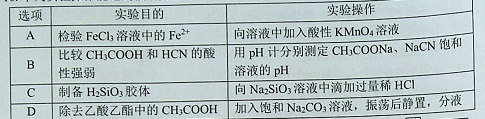 选项 实验目的 实验操作
A 检验 FeCl₃ 溶液中的 Fe²⁺ 向溶液中加入酸性 KMnO₄ 溶液
B 比较 CH₃COOH 和 HCN 的酸 用 pH 计分别测定 CH₃COONa、NaCN 饱和
性强弱 溶液的 pH
C 制备 H₂SiO₃ 胶体 向 Na₂SiO₃ 溶液中滴加过量稀 HCl
D 除去乙酸乙酯中的 CH₃COOH 加入饱和 Na₂CO₃ 溶液，振荡后静置，分液